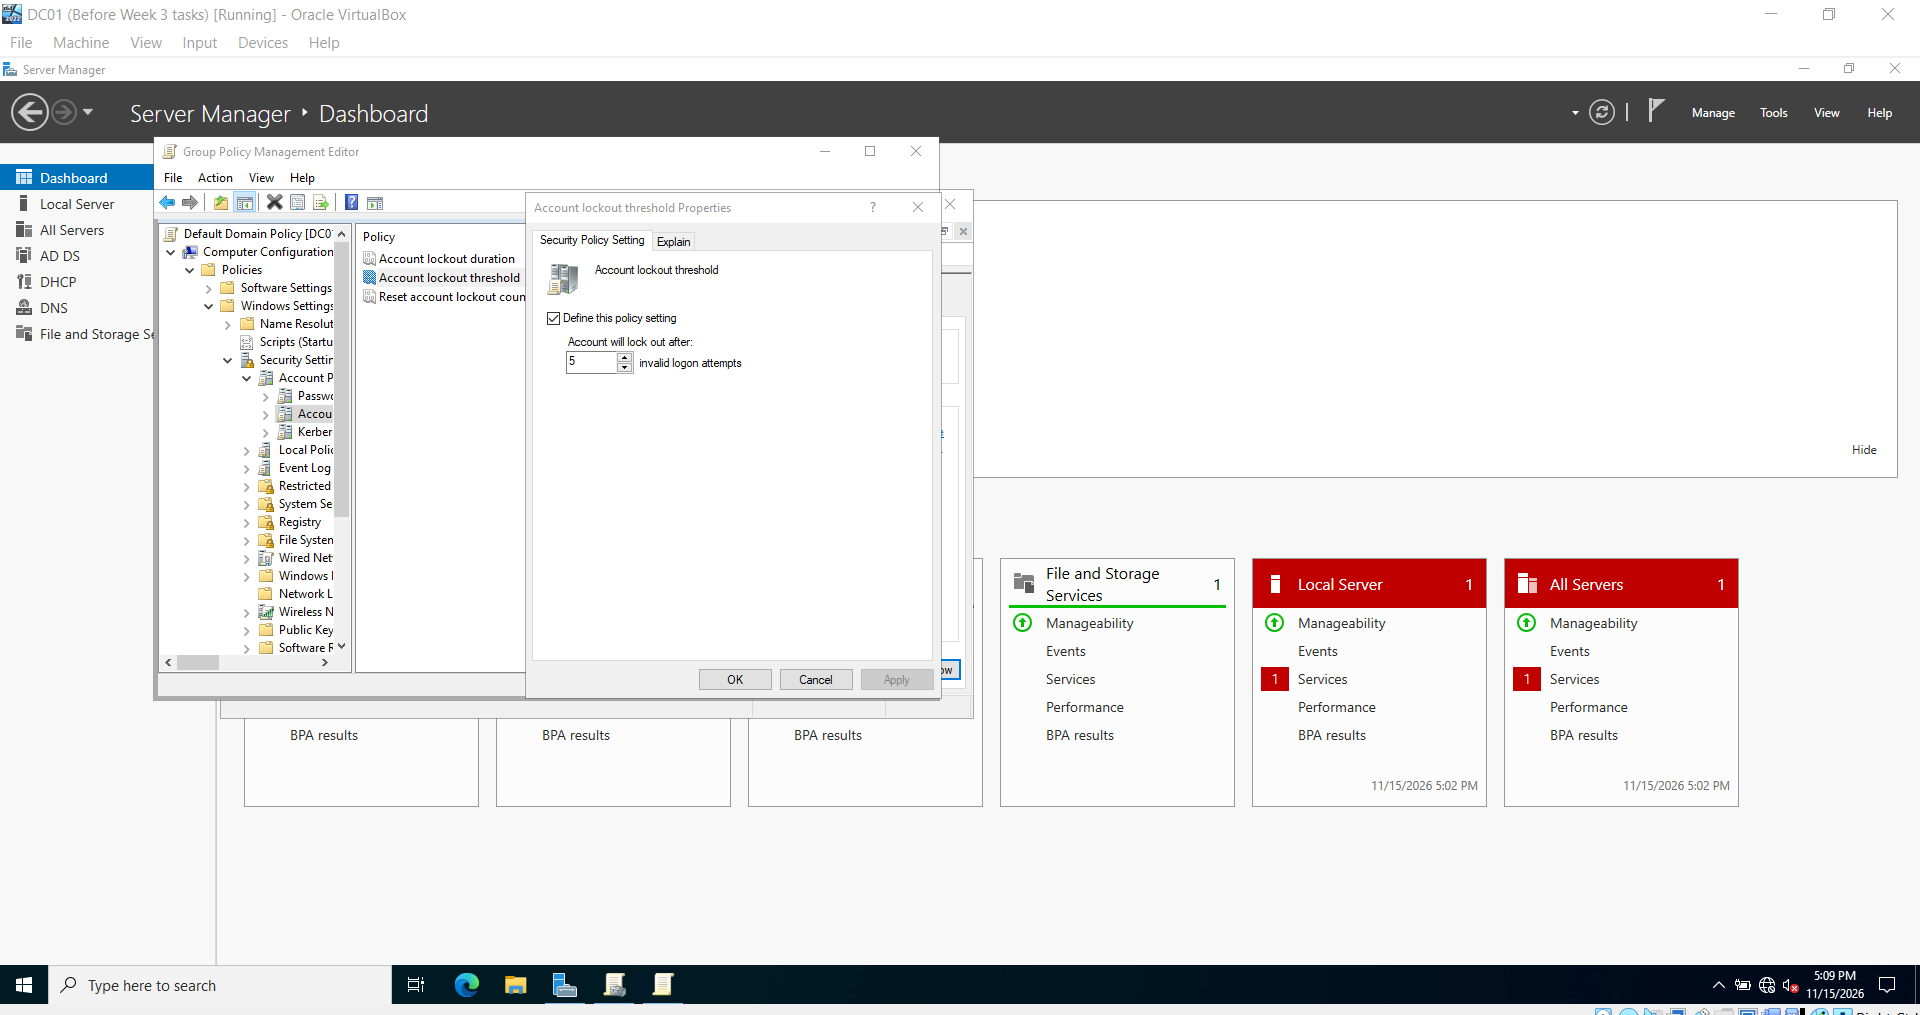 DC01 (Before Week 3 tasks) [Running] - Oracle VirtualBox
File Machine View Input Devices Help
Server Manager
Server Manager ‣ Dashboard
Manage Tools View Help
Dashboard
Local Server
All Servers
AD DS
DHCP
DNS
File and Storage Se
Group Policy Management Editor
File Action View Help
Default Domain Policy [DC0
Computer Configuration
Policies
Software Settings
Windows Settings
Name Resolut
Scripts (Startu
Security Settin
Account P
Passw
Accou
Kerber
Local Polic
Event Log
Restricted
System Se
Registry
File System
Wired Net
Windows
Network L
Wireless N
Public Key
Software R
Policy
Account lockout duration
Account lockout threshold
Reset account lockout coun
Account lockout threshold Properties
?
Security Policy Setting Explain
Account lockout threshold
Define this policy setting
Account will lock out after:
5 invalid logon attempts
OK Cancel Apply
ow
Hide
BPA results
BPA results
BPA results
File and Storage Services 1
Manageability
Events
Services
Performance
BPA results
Local Server 1
Manageability
Events
1 Services
Performance
BPA results
11/15/2026 5:02 PM
All Servers 1
Manageability
Events
1 Services
Performance
BPA results
11/15/2026 5:02 PM
Type here to search
5:09 PM
11/15/2026